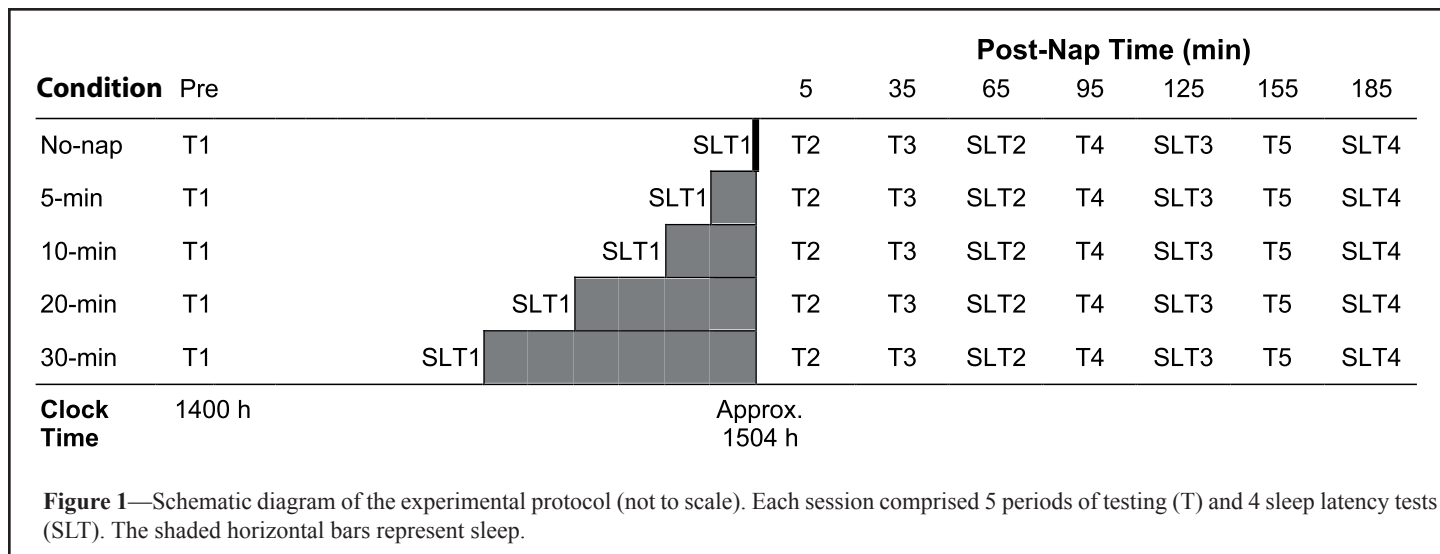 Post-Nap Time (min)
Condition Pre 5 35 65 95 125 155 185
No-nap T1 SLT1 T2 T3 SLT2 T4 SLT3 T5 SLT4
5-min T1 SLT1 T2 T3 SLT2 T4 SLT3 T5 SLT4
10-min T1 SLT1 T2 T3 SLT2 T4 SLT3 T5 SLT4
20-min T1 SLT1 T2 T3 SLT2 T4 SLT3 T5 SLT4
30-min T1 SLT1 T2 T3 SLT2 T4 SLT3 T5 SLT4
Clock 1400 h Approx.
Time 1504 h
Figure 1—Schematic diagram of the experimental protocol (not to scale). Each session comprised 5 periods of testing (T) and 4 sleep latency tests
(SLT). The shaded horizontal bars represent sleep.